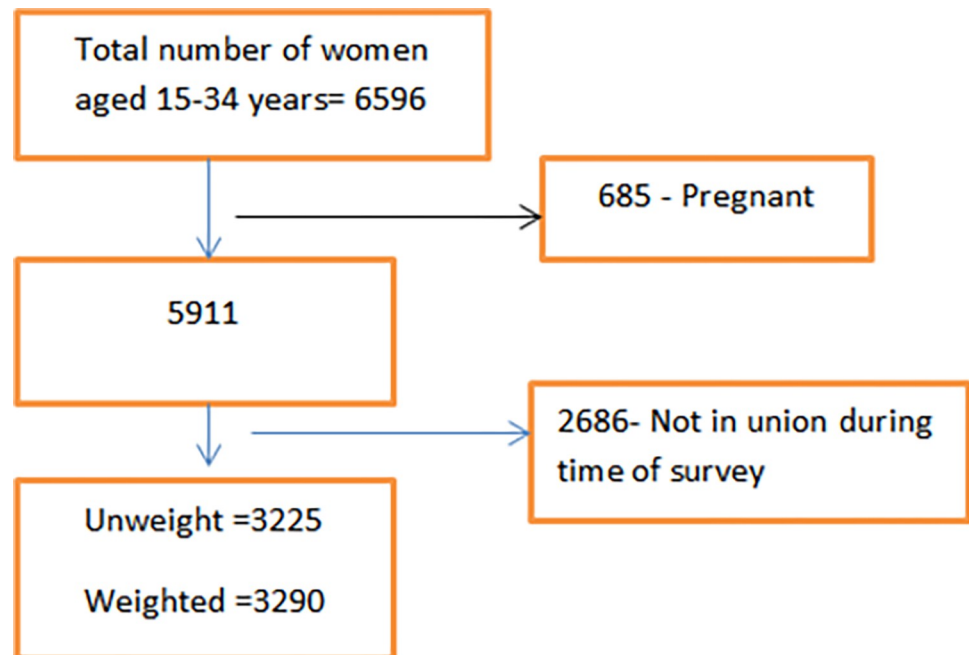 Total number of women
aged 15-34 years= 6596
685 - Pregnant
5911
2686- Not in union during
time of survey
Unweight =3225
Weighted =3290